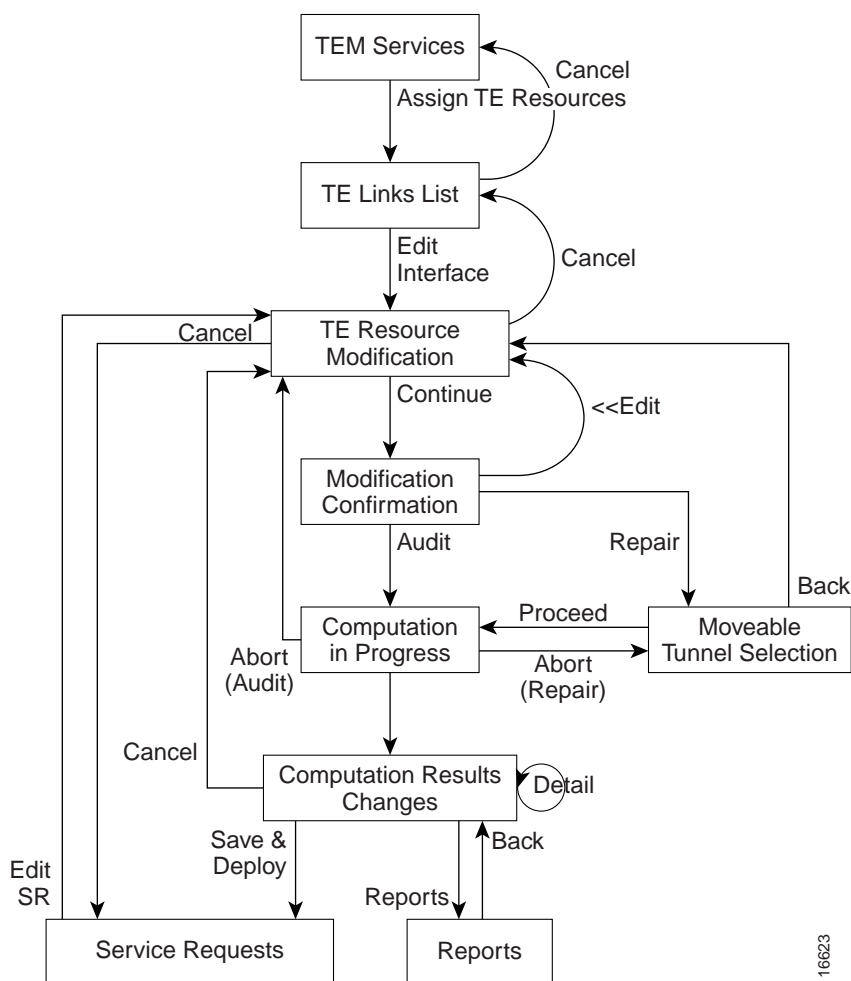 TEM Services
Cancel
Assign TE Resources
TE Links List
Edit
Interface
Cancel
Cancel
TE Resource
Modification
Continue
<<Edit
Modification
Confirmation
Audit
Repair
Back
Proceed
Computation
in Progress
Moveable
Tunnel Selection
Abort
(Audit)
Abort
(Repair)
Cancel
Computation Results
Changes
Detail
Save &
Deploy
Back
Edit
SR
Reports
Service Requests
Reports
16623